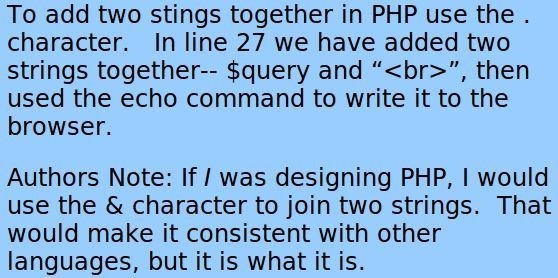 To add two stings together in PHP use the .
character.   In line 27 we have added two
strings together-- $query and “<br>”, then
used the echo command to write it to the
browser.
Authors Note: If I was designing PHP, I would
use the & character to join two strings.  That
would make it consistent with other
languages, but it is what it is.